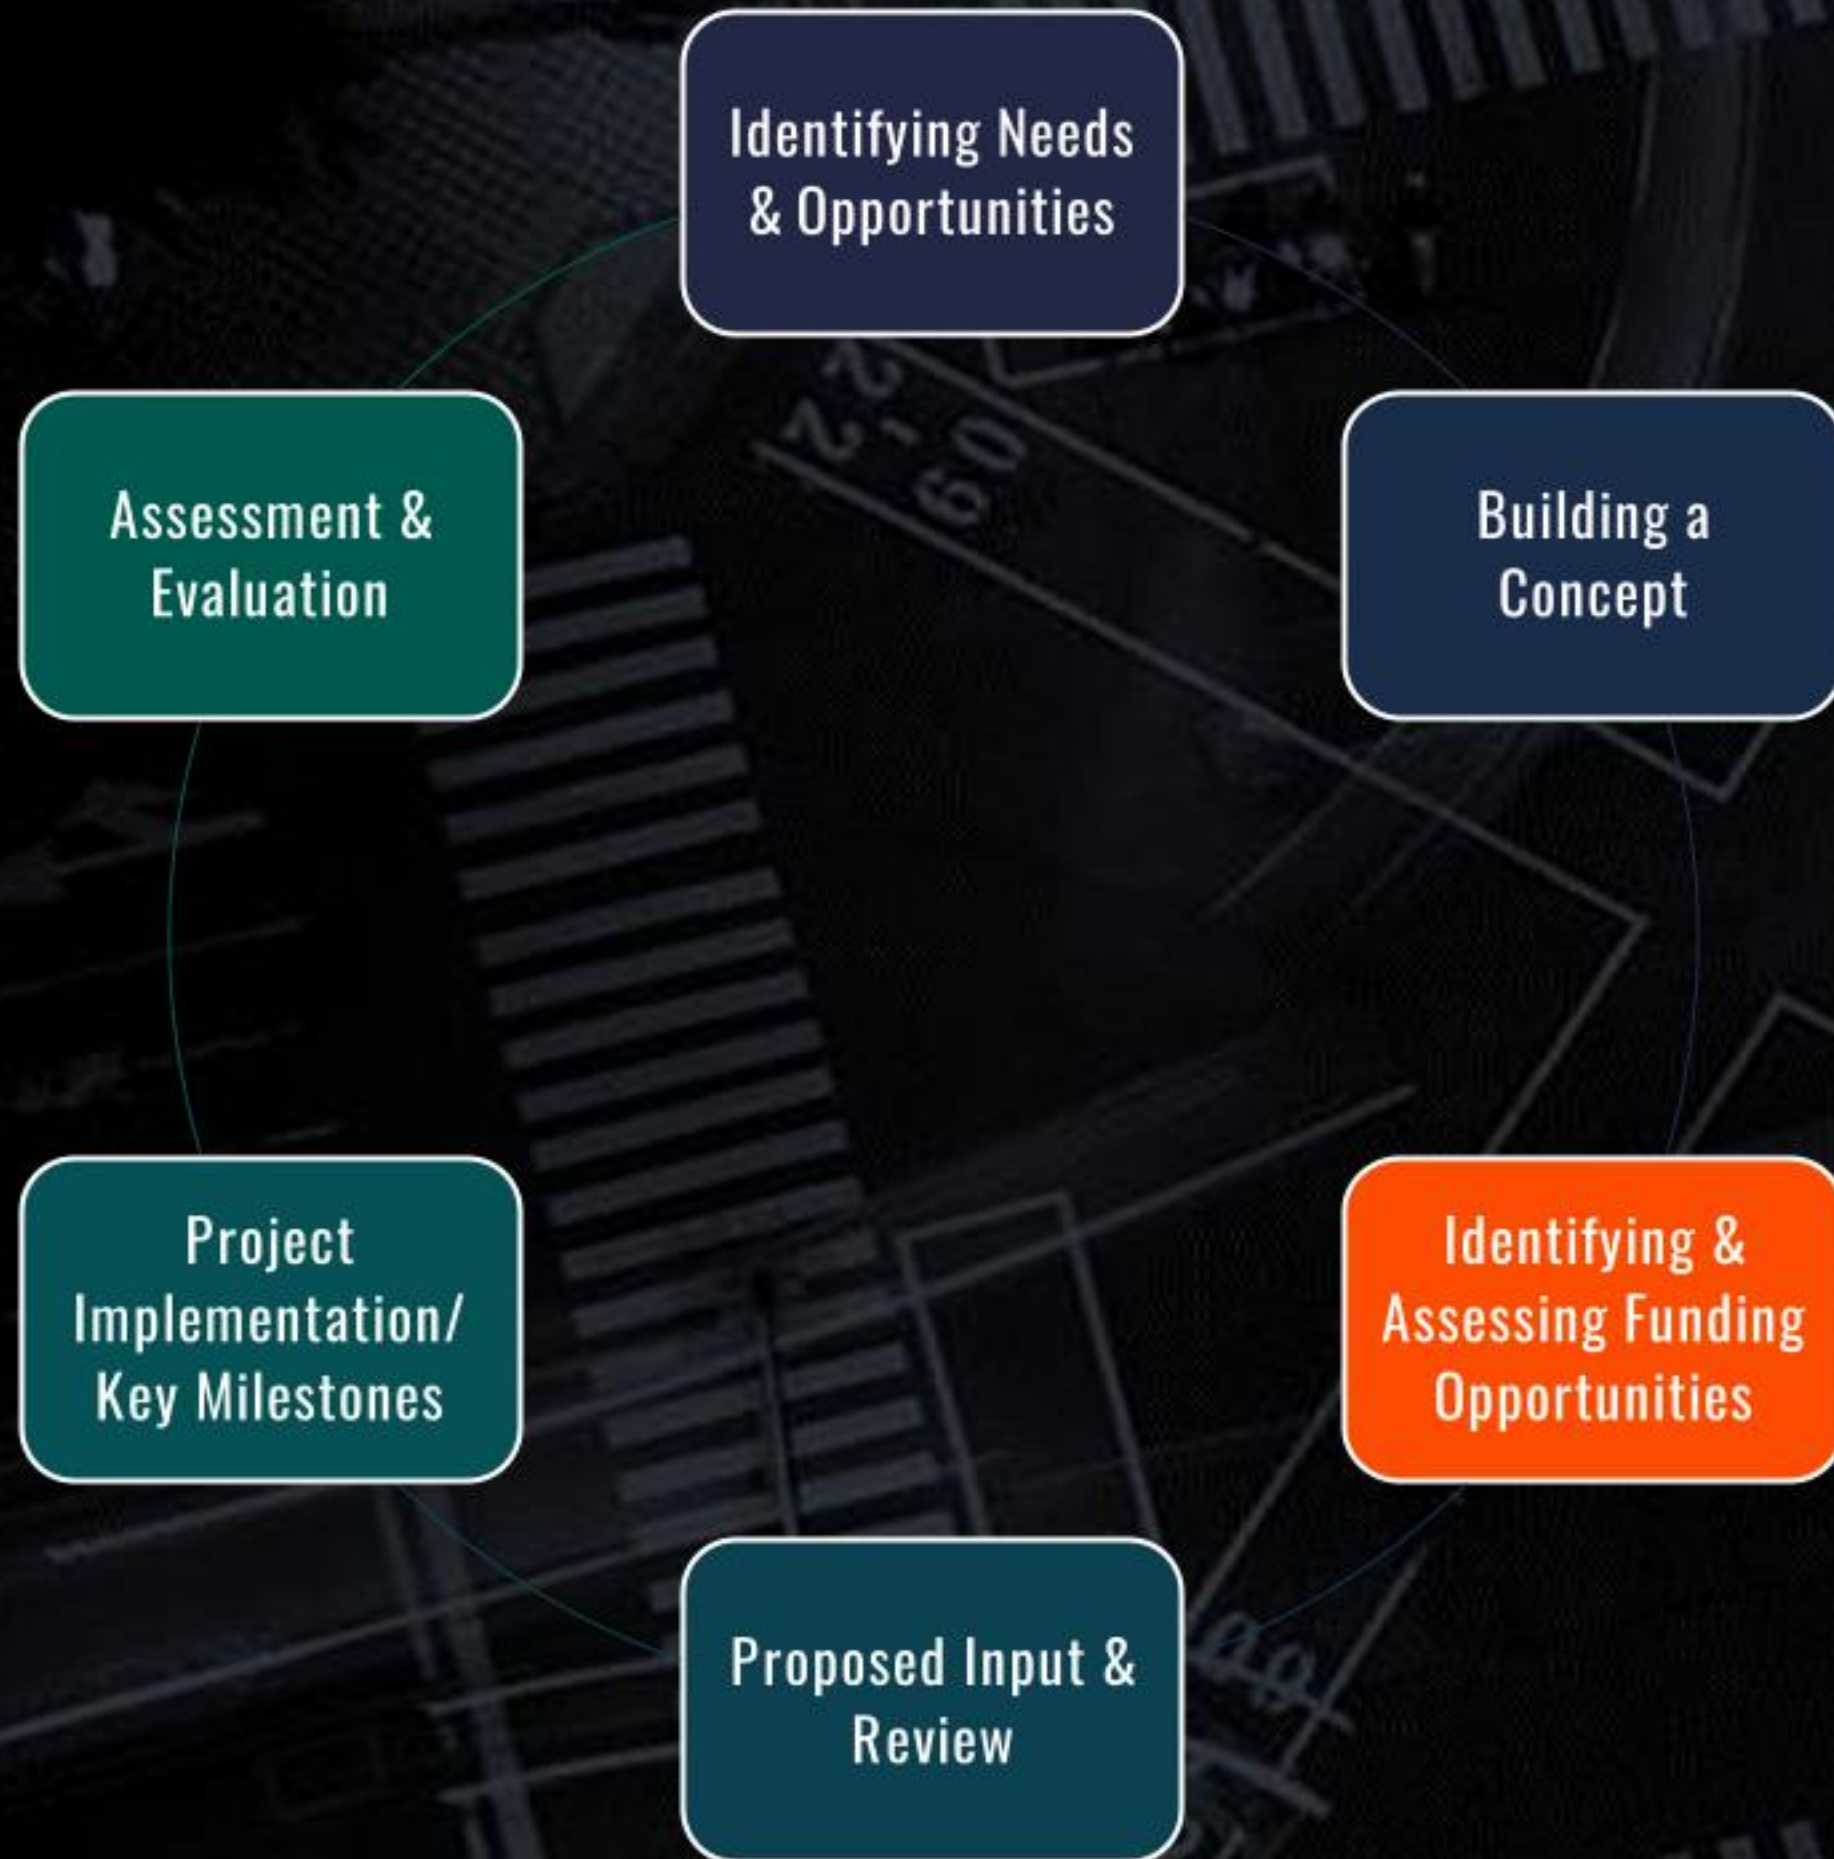 Identifying Needs
& Opportunities
Building a
Concept
Identifying &
Assessing Funding
Opportunities
Proposed Input &
Review
Project
Implementation/
Key Milestones
Assessment &
Evaluation